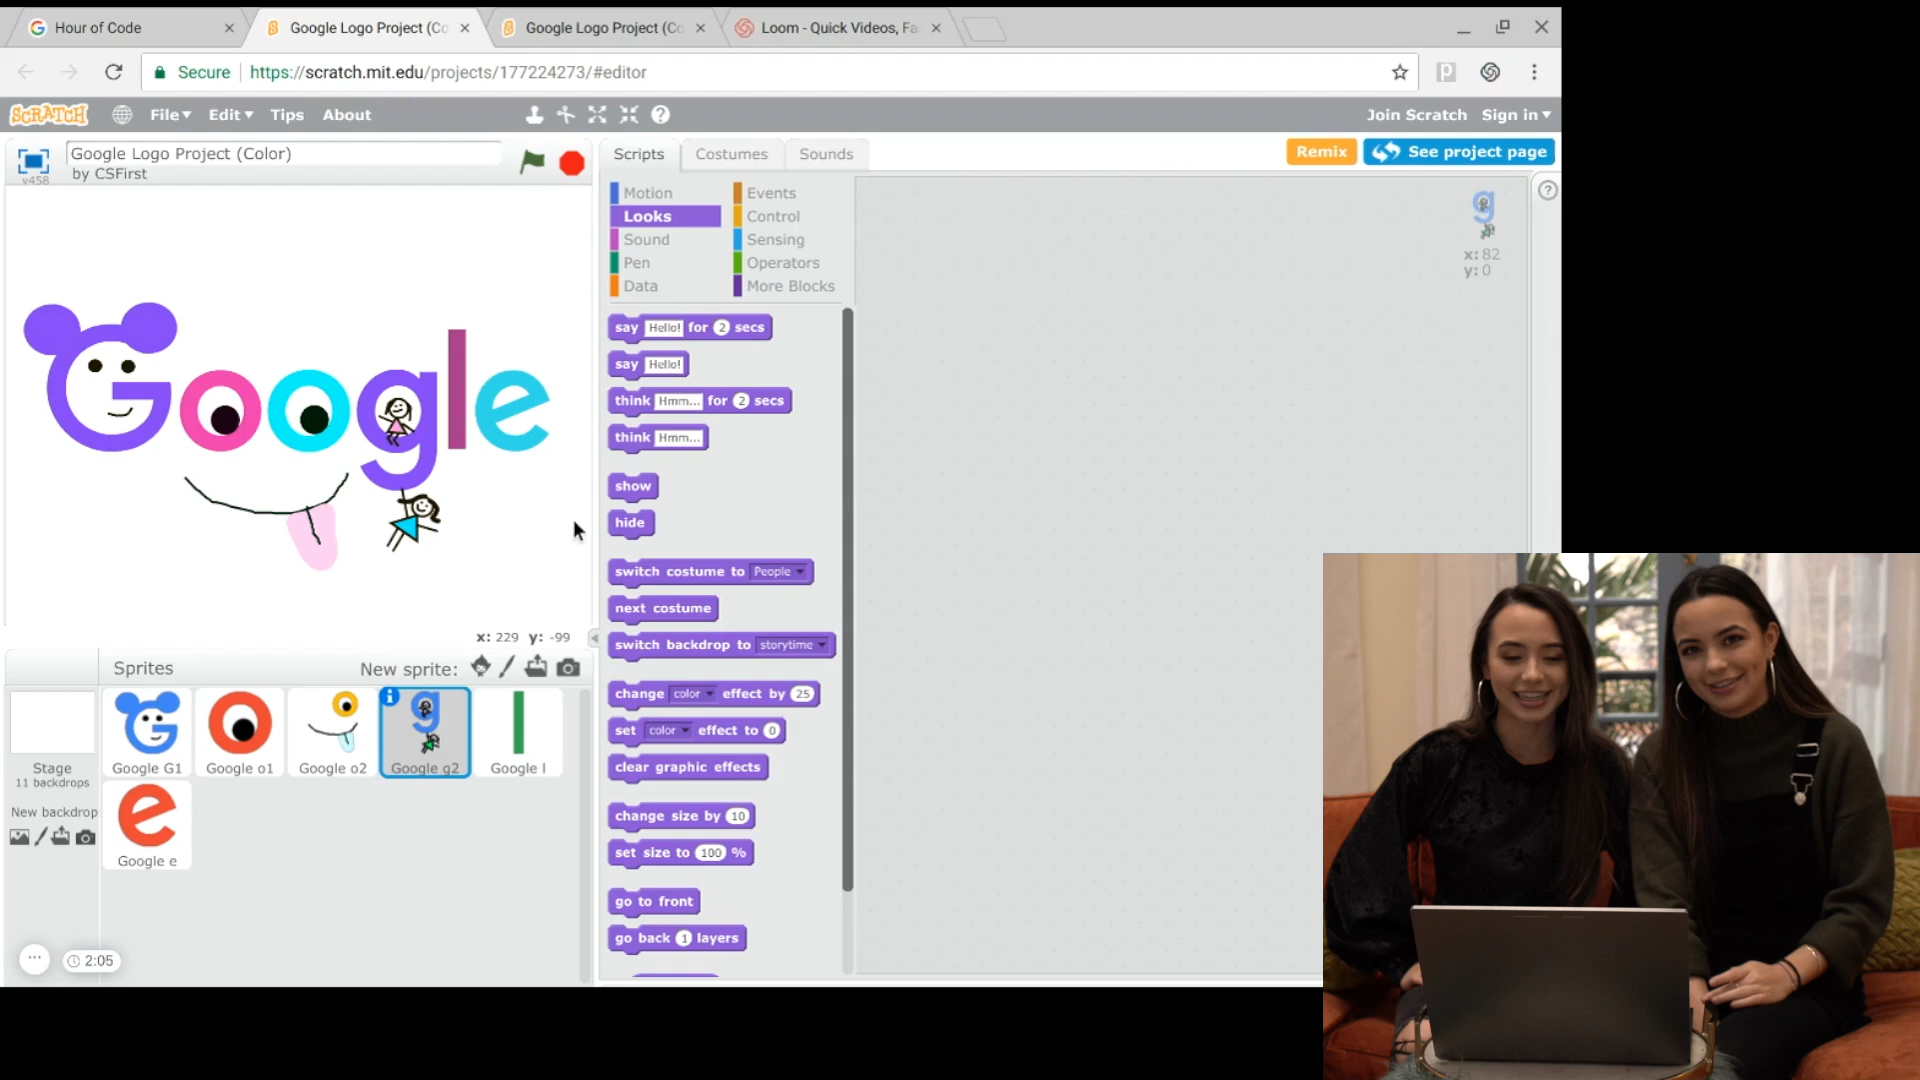 Hour of Code
Google Logo Project (Co
Google Logo Project (Co
Loom - Quick Videos, Fa
Secure
https://scratch.mit.edu/projects/177224273/#editor
SCRATCH
File
Edit
Tips
About
Join Scratch
Sign in
v458
Google Logo Project (Color)
by CSFirst
Scripts
Costumes
Sounds
Remix
See project page
Motion
Looks
Sound
Pen
Data
Events
Control
Sensing
Operators
More Blocks
x: 82
y: 0
Google
say Hello! for 2 secs
say Hello!
think Hmm... for 2 secs
think Hmm...
show
hide
switch costume to People
next costume
switch backdrop to storytime
change color effect by 25
set color effect to 0
clear graphic effects
change size by 10
set size to 100 %
go to front
go back 1 layers
x: 229 y: -99
Sprites
New sprite:
Stage
11 backdrops
New backdrop
Google G1
Google o1
Google o2
Google g2
Google l
Google e
2:05